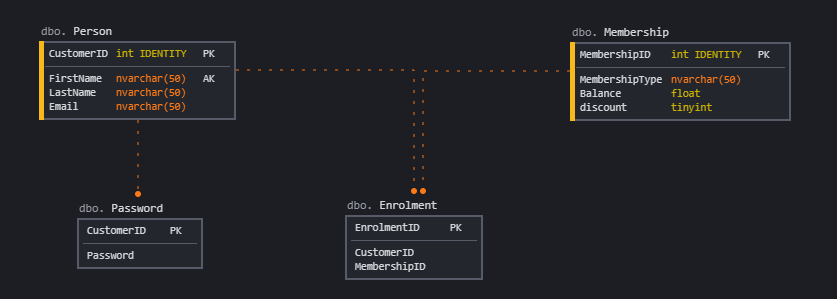 dbo. Person
CustomerID int IDENTITY PK
FirstName nvarchar(50) AK
LastName nvarchar(50)
Email nvarchar(50)
dbo. Membership
MembershipID int IDENTITY PK
MembershipType nvarchar(50)
Balance float
discount tinyint
dbo. Password
CustomerID PK
Password
dbo. Enrolment
EnrolmentID PK
CustomerID
MembershipID